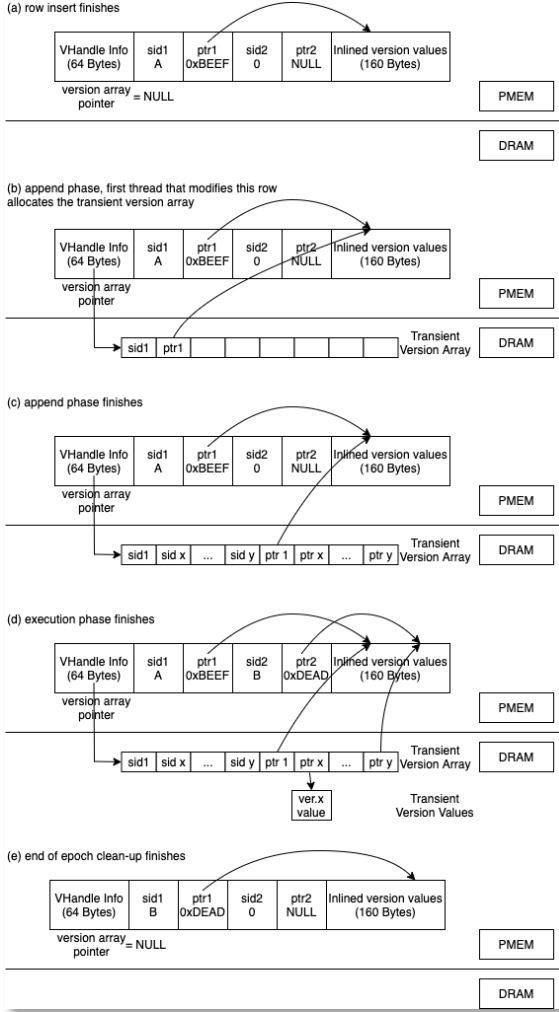 (a) row insert finishes
VHandle Info sid1 ptr1 sid2 ptr2 Inlined version values
(64 Bytes) A 0xBEEF 0 NULL (160 Bytes)
version array
pointer = NULL
PMEM
DRAM
(b) append phase, first thread that modifies this row
allocates the transient version array
VHandle Info sid1 ptr1 sid2 ptr2 Inlined version values
(64 Bytes) A 0xBEEF 0 NULL (160 Bytes)
version array
pointer
PMEM
sid1 ptr1
Transient
Version Array
DRAM
(c) append phase finishes
VHandle Info sid1 ptr1 sid2 ptr2 Inlined version values
(64 Bytes) A 0xBEEF 0 NULL (160 Bytes)
version array
pointer
PMEM
sid1 sid x ... sid y ptr 1 ptr x ... ptr y
Transient
Version Array
DRAM
(d) execution phase finishes
VHandle Info sid1 ptr1 sid2 ptr2 Inlined version values
(64 Bytes) A 0xBEEF B 0xDEAD (160 Bytes)
version array
pointer
PMEM
sid1 sid x ... sid y ptr 1 ptr x ... ptr y
Transient
Version Array
DRAM
ver.x
value
Transient
Version Values
(e) end of epoch clean-up finishes
VHandle Info sid1 ptr1 sid2 ptr2 Inlined version values
(64 Bytes) B 0xDEAD 0 NULL (160 Bytes)
version array
pointer = NULL
PMEM
DRAM